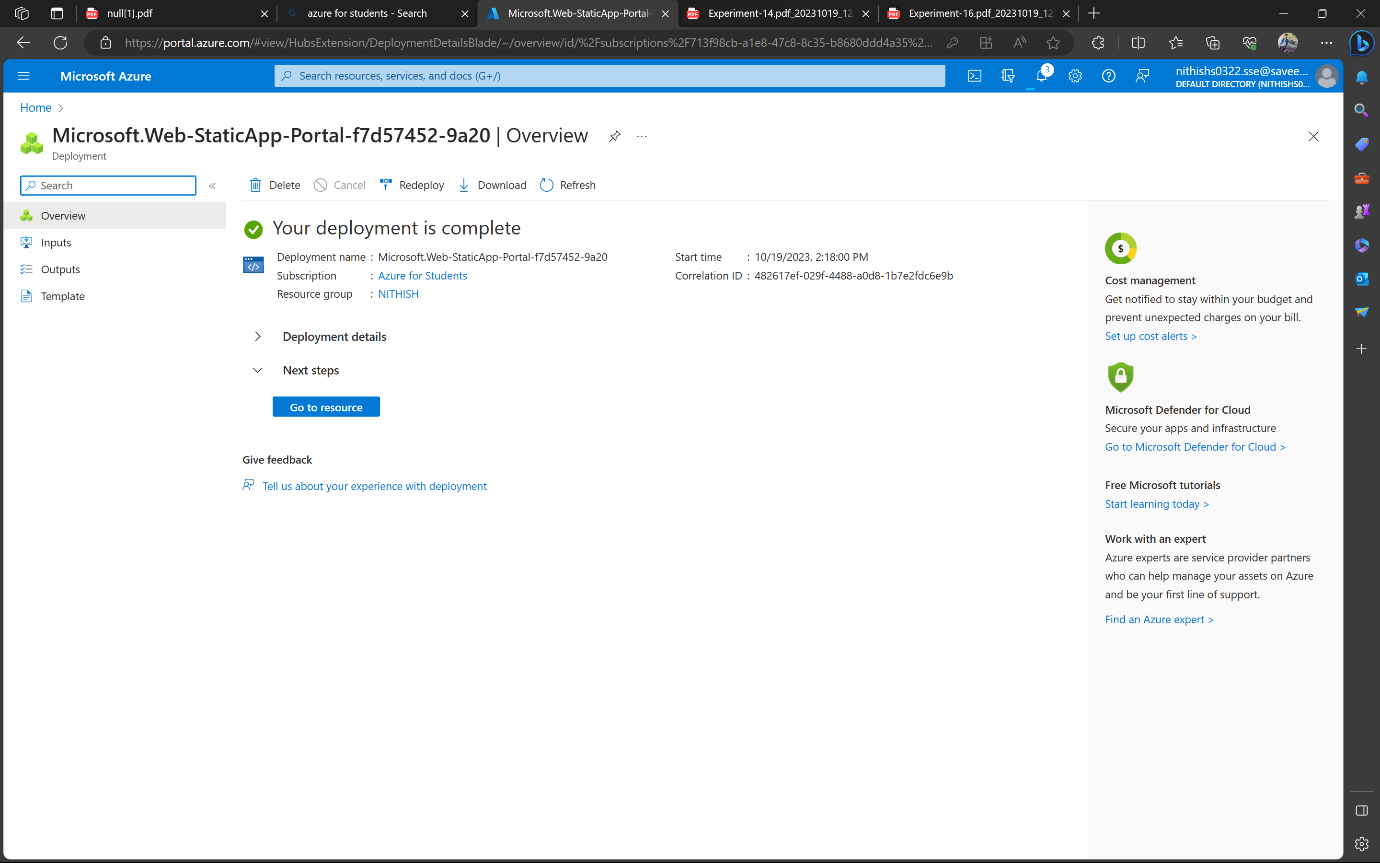 null[1].pdf
azure for students - Search
Microsoft.Web-StaticApp-Portal-
Experiment-14.pdf_20231019_12
Experiment-16.pdf_20231019_12
https://portal.azure.com/#view/HubsExtension/DeploymentDetailsBlade/~/overview/id/%2Fsubscriptions%2F713f98cb-a1e8-47c8-8c35-b8680ddd4a35%2...
Microsoft Azure
Search resources, services, and docs (G+/)
3
nithishs0322.sse@savee...
DEFAULT DIRECTORY (NITHISHS0...
Home
Microsoft.Web-StaticApp-Portal-f7d57452-9a20 | Overview
Deployment
Search
Delete
Cancel
Redeploy
Download
Refresh
Overview
Inputs
Outputs
Template
Your deployment is complete
Deployment name : Microsoft.Web-StaticApp-Portal-f7d57452-9a20
Subscription : Azure for Students
Resource group : NITHISH
Start time : 10/19/2023, 2:18:00 PM
Correlation ID : 482617ef-029f-4488-a0d8-1b7e2fdc6e9b
Deployment details
Next steps
Go to resource
Give feedback
Tell us about your experience with deployment
$
Cost management
Get notified to stay within your budget and
prevent unexpected charges on your bill.
Set up cost alerts >
Microsoft Defender for Cloud
Secure your apps and infrastructure
Go to Microsoft Defender for Cloud >
Free Microsoft tutorials
Start learning today >
Work with an expert
Azure experts are service provider partners
who can help manage your assets on Azure
and be your first line of support.
Find an Azure expert >